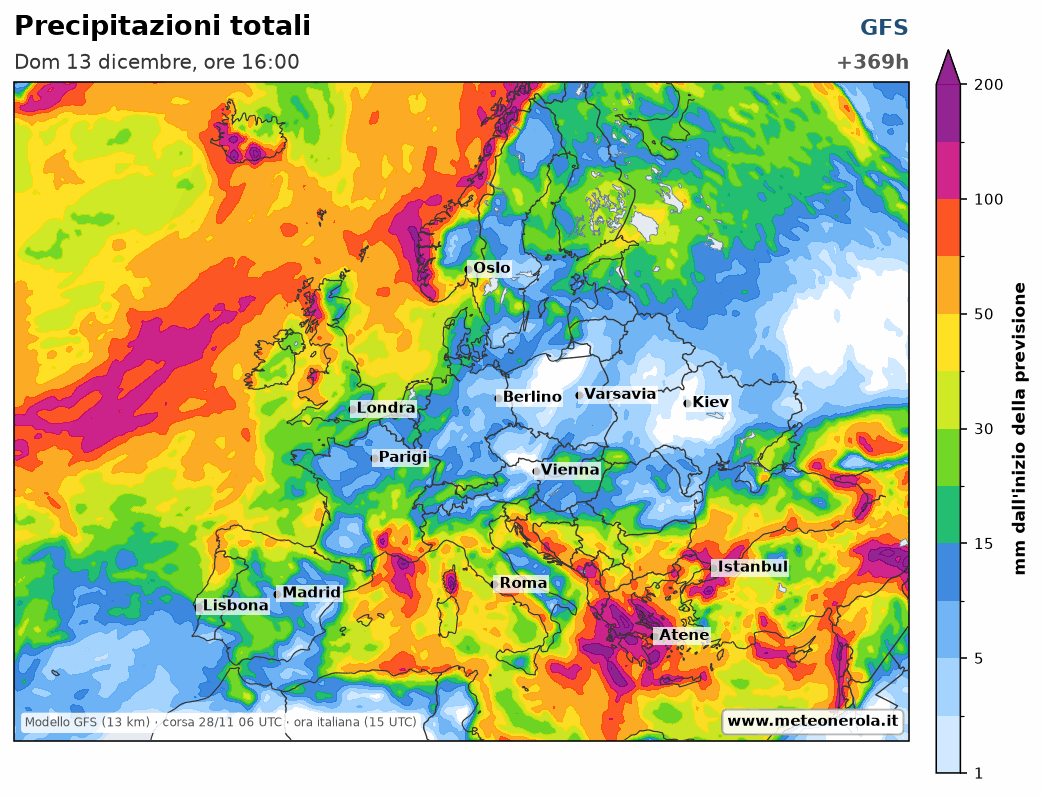 Precipitazioni totali
GFS
Dom 13 dicembre, ore 16:00
+369h
200
100
50
30
15
5
1
mm dall'inizio della previsione
Oslo
Berlino
Varsavia
Kiev
Londra
Parigi
Vienna
Istanbul
Roma
Madrid
Lisbona
Atene
Modello GFS (13 km) · corsa 28/11 06 UTC · ora italiana (15 UTC)
www.meteonerola.it